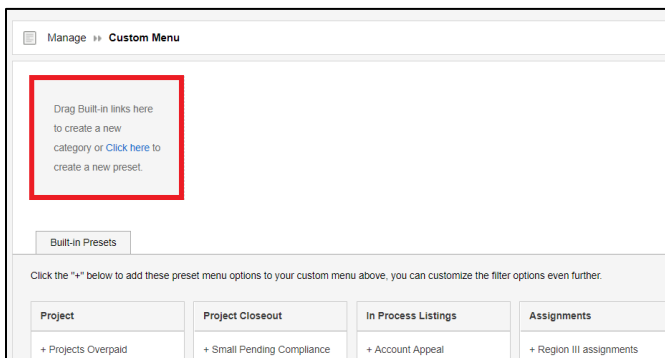 Manage » Custom Menu
Drag Built-in links here
to create a new
category or Click here to
create a new preset.
Built-in Presets
Click the "+" below to add these preset menu options to your custom menu above, you can customize the filter options even further.
Project Project Closeout In Process Listings Assignments
+ Projects Overpaid + Small Pending Compliance + Account Appeal + Region III assignments